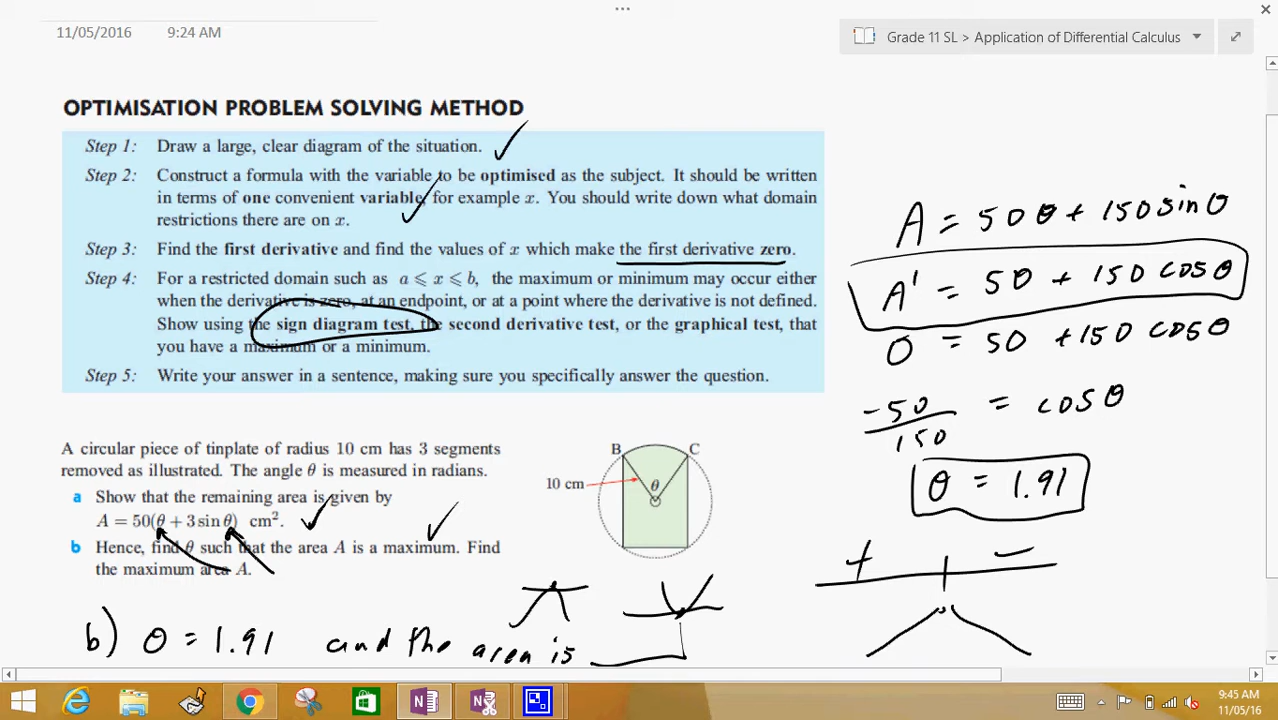 11/05/2016 9:24 AM
Grade 11 SL > Application of Differential Calculus
OPTIMISATION PROBLEM SOLVING METHOD
Step 1: Draw a large, clear diagram of the situation.
Step 2: Construct a formula with the variable to be optimised as the subject. It should be written
in terms of one convenient variable, for example x. You should write down what domain
restrictions there are on x.
Step 3: Find the first derivative and find the values of x which make the first derivative zero.
Step 4: For a restricted domain such as a ⩽ x ⩽ b, the maximum or minimum may occur either
when the derivative is zero, at an endpoint, or at a point where the derivative is not defined.
Show using the sign diagram test, the second derivative test, or the graphical test, that
you have a maximum or a minimum.
Step 5: Write your answer in a sentence, making sure you specifically answer the question.
A circular piece of tinplate of radius 10 cm has 3 segments
removed as illustrated. The angle θ is measured in radians.
a Show that the remaining area is given by
A = 50(θ + 3 sin θ) cm².
b Hence, find θ such that the area A is a maximum. Find
the maximum area A.
B C
10 cm θ
b) θ = 1.91 and the area is
A = 50θ + 150sinθ
A' = 50 + 150 cosθ
0 = 50 + 150 cosθ
-50/150 = cosθ
θ = 1.91
+ −
9:45 AM
11/05/16